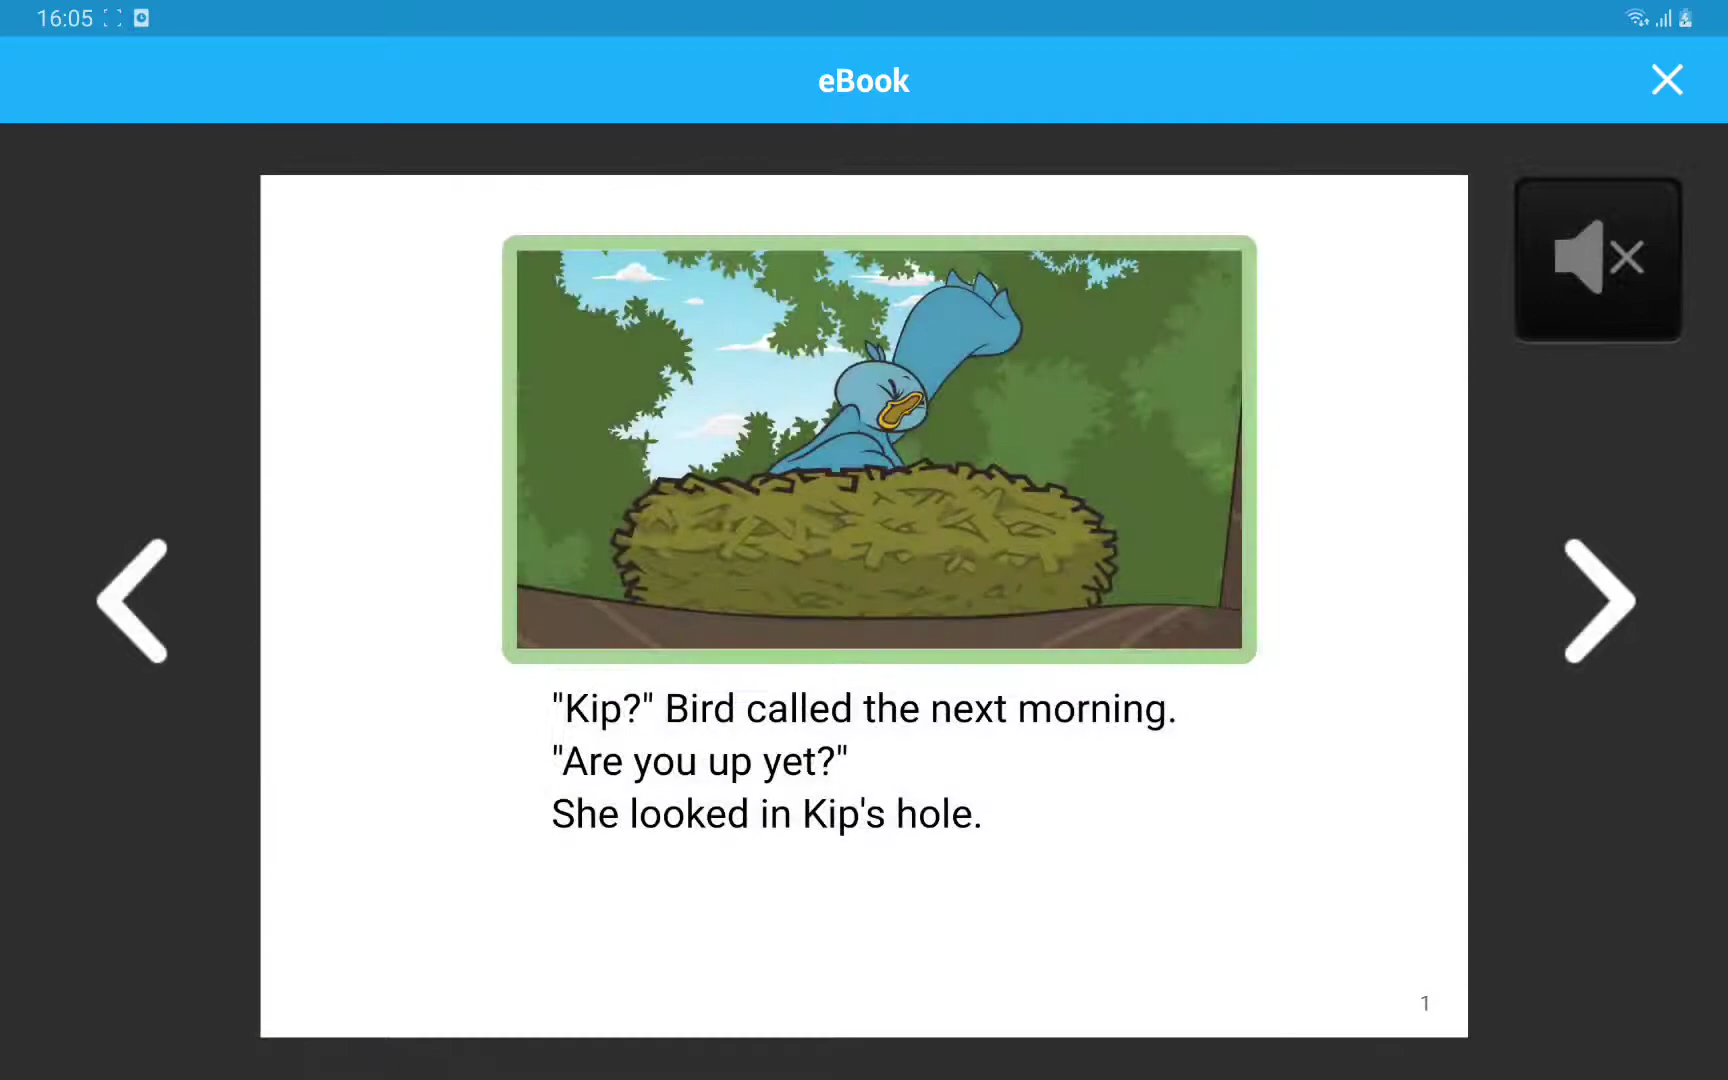 16:05
eBook
"Kip?" Bird called the next morning.
"Are you up yet?"
She looked in Kip's hole.
1